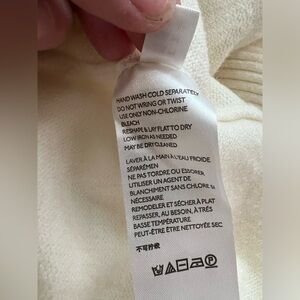 HAND WASH COLD SEPARATELY
DO NOT WRING OR TWIST
USE ONLY NON-CHLORINE
BLEACH
RESHAPE & LAY FLAT TO DRY
LOW IRON AS NEEDED
MAY BE DRY CLEANED
LAVER À LA MAIN À L'EAU FROIDE
SÉPARÉMEN
NE PAS TORDRE OU ESSORER
UTILISER UN AGENT DE
BLANCHIMENT SANS CHLORE SI
NÉCESSAIRE
REMODELER ET SÉCHER À PLAT
REPASSER, AU BESOIN, À TRÈS
BASSE TEMPÉRATURE
PEUT-ÊTRE ÊTRE NETTOYÉE SEC
不可拧绞